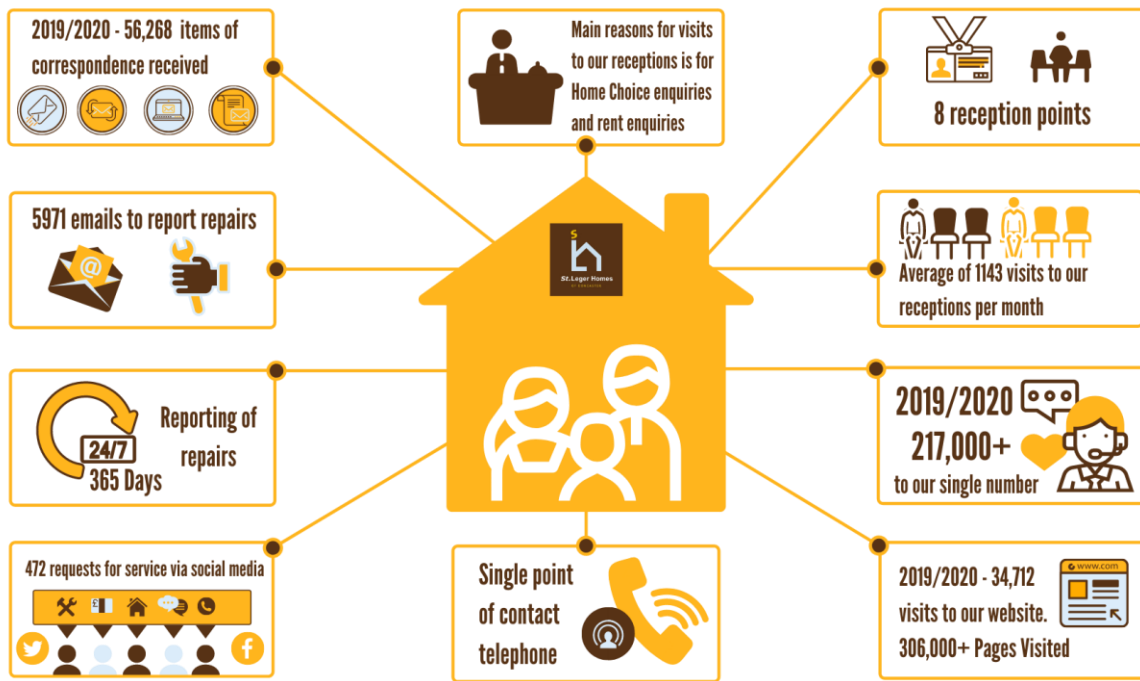 2019/2020 - 56,268 items of
correspondence received
Main reasons for visits
to our receptions is for
Home Choice enquiries
and rent enquiries
8 reception points
5971 emails to report repairs
@
St.Leger Homes
OF DONCASTER
Average of 1143 visits to our
receptions per month
24/7
365 Days
Reporting of
repairs
2019/2020
217,000+
to our single number
472 requests for service via social media
£
Single point
of contact
telephone
www.com
2019/2020 - 34,712
visits to our website.
306,000+ Pages Visited